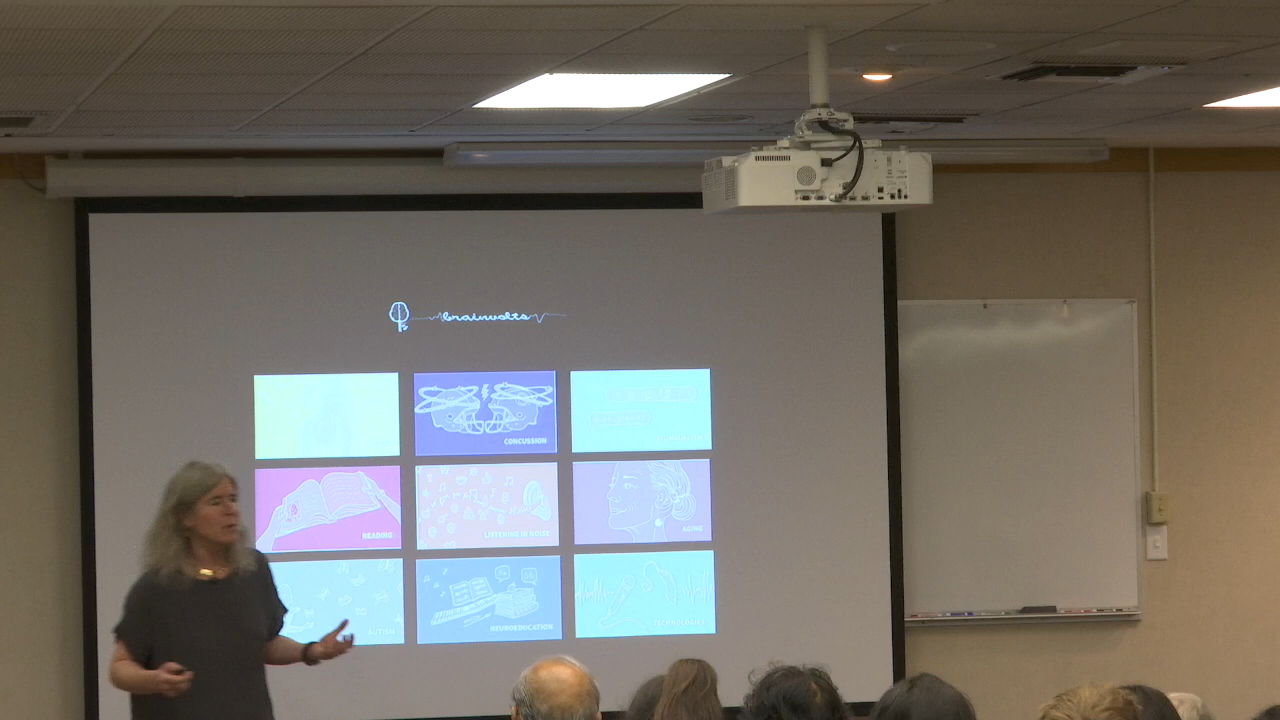 brainvolts
CONCUSSION
READING
LISTENING IN NOISE
AGING
AUTISM
NEUROEDUCATION
TECHNOLOGIES